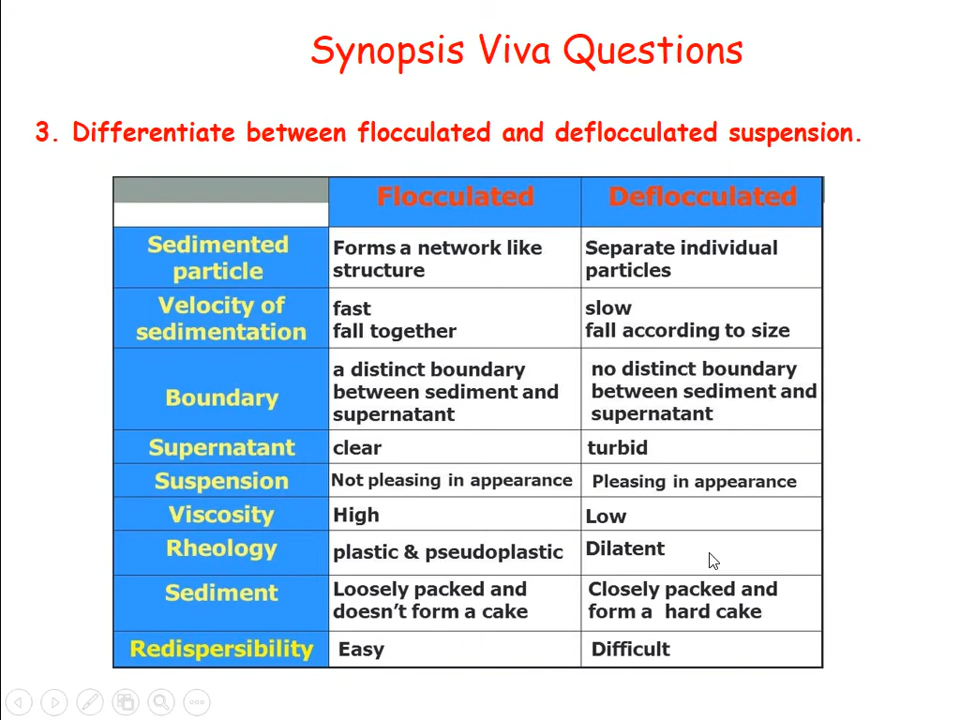 Synopsis Viva Questions
3. Differentiate between flocculated and deflocculated suspension.
Flocculated Deflocculated
Sedimented particle
Forms a network like structure
Separate individual particles
Velocity of sedimentation
fast
fall together
slow
fall according to size
Boundary
a distinct boundary between sediment and supernatant
no distinct boundary between sediment and supernatant
Supernatant clear turbid
Suspension Not pleasing in appearance Pleasing in appearance
Viscosity High Low
Rheology plastic & pseudoplastic Dilatent
Sediment
Loosely packed and doesn't form a cake
Closely packed and form a hard cake
Redispersibility Easy Difficult